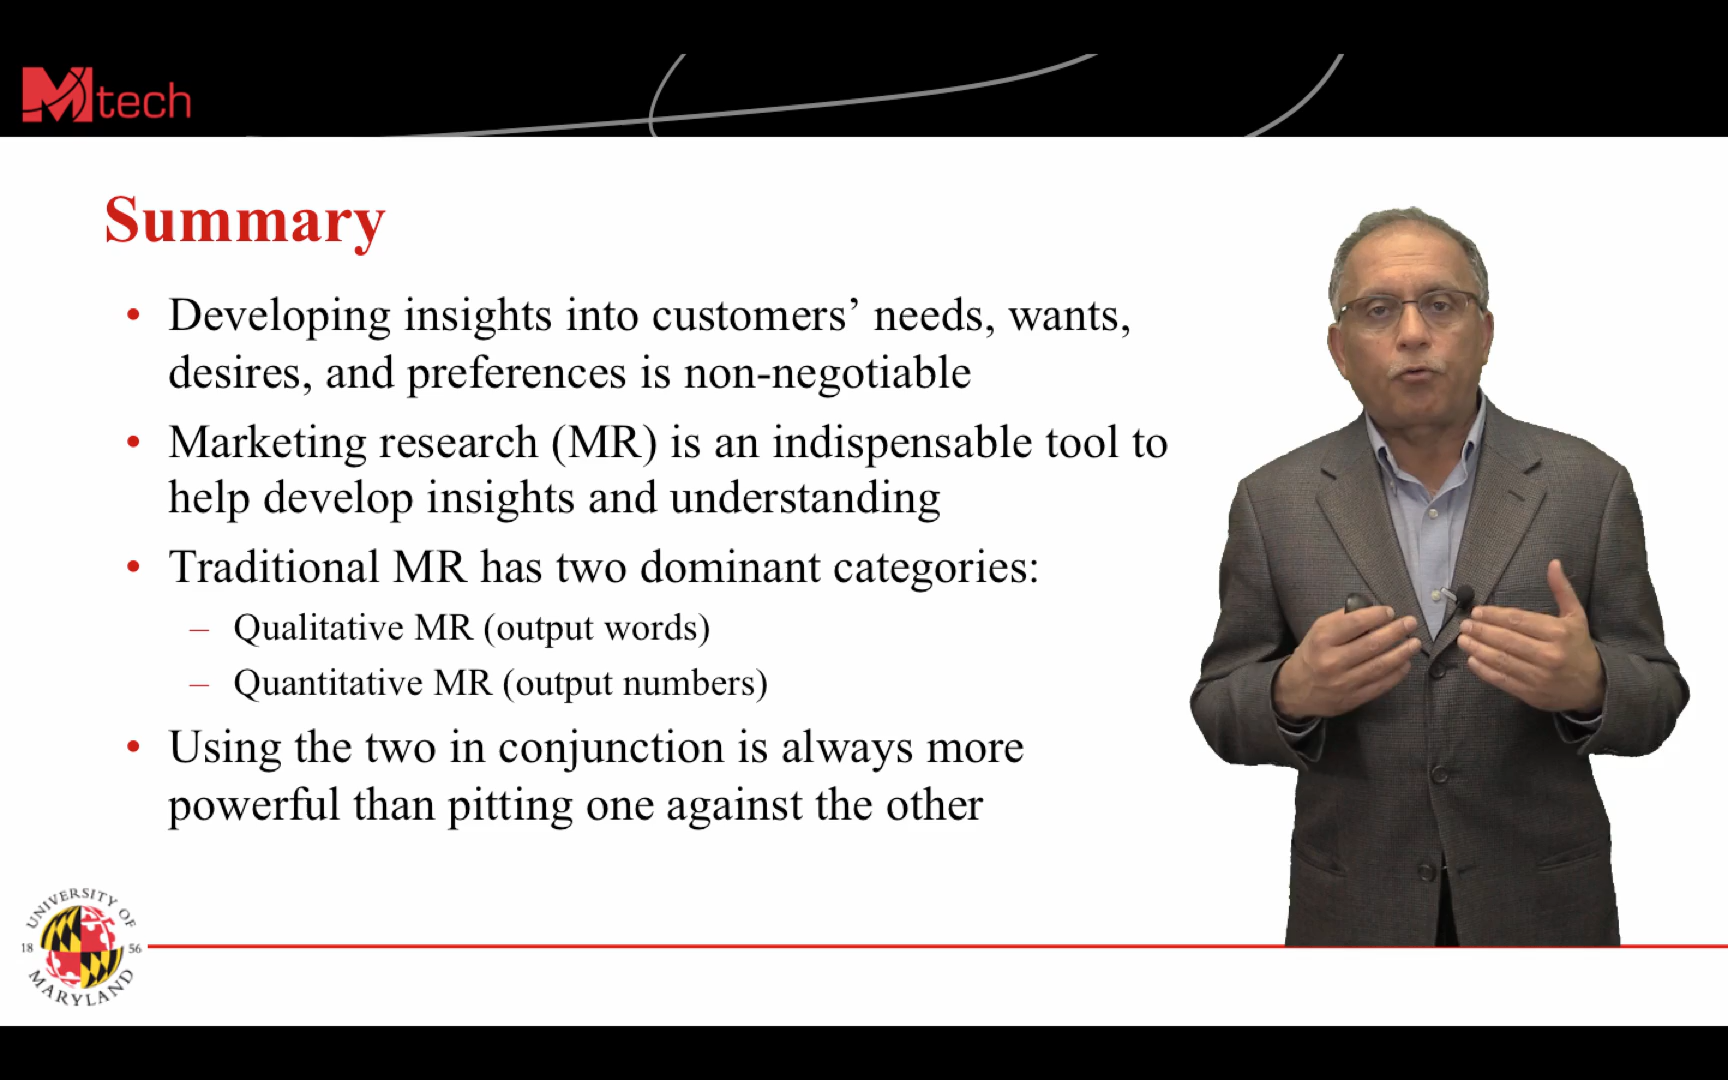 Mtech
Summary
• Developing insights into customers’ needs, wants,
desires, and preferences is non-negotiable
• Marketing research (MR) is an indispensable tool to
help develop insights and understanding
• Traditional MR has two dominant categories:
– Qualitative MR (output words)
– Quantitative MR (output numbers)
• Using the two in conjunction is always more
powerful than pitting one against the other
UNIVERSITY OF
18 56
MARYLAND